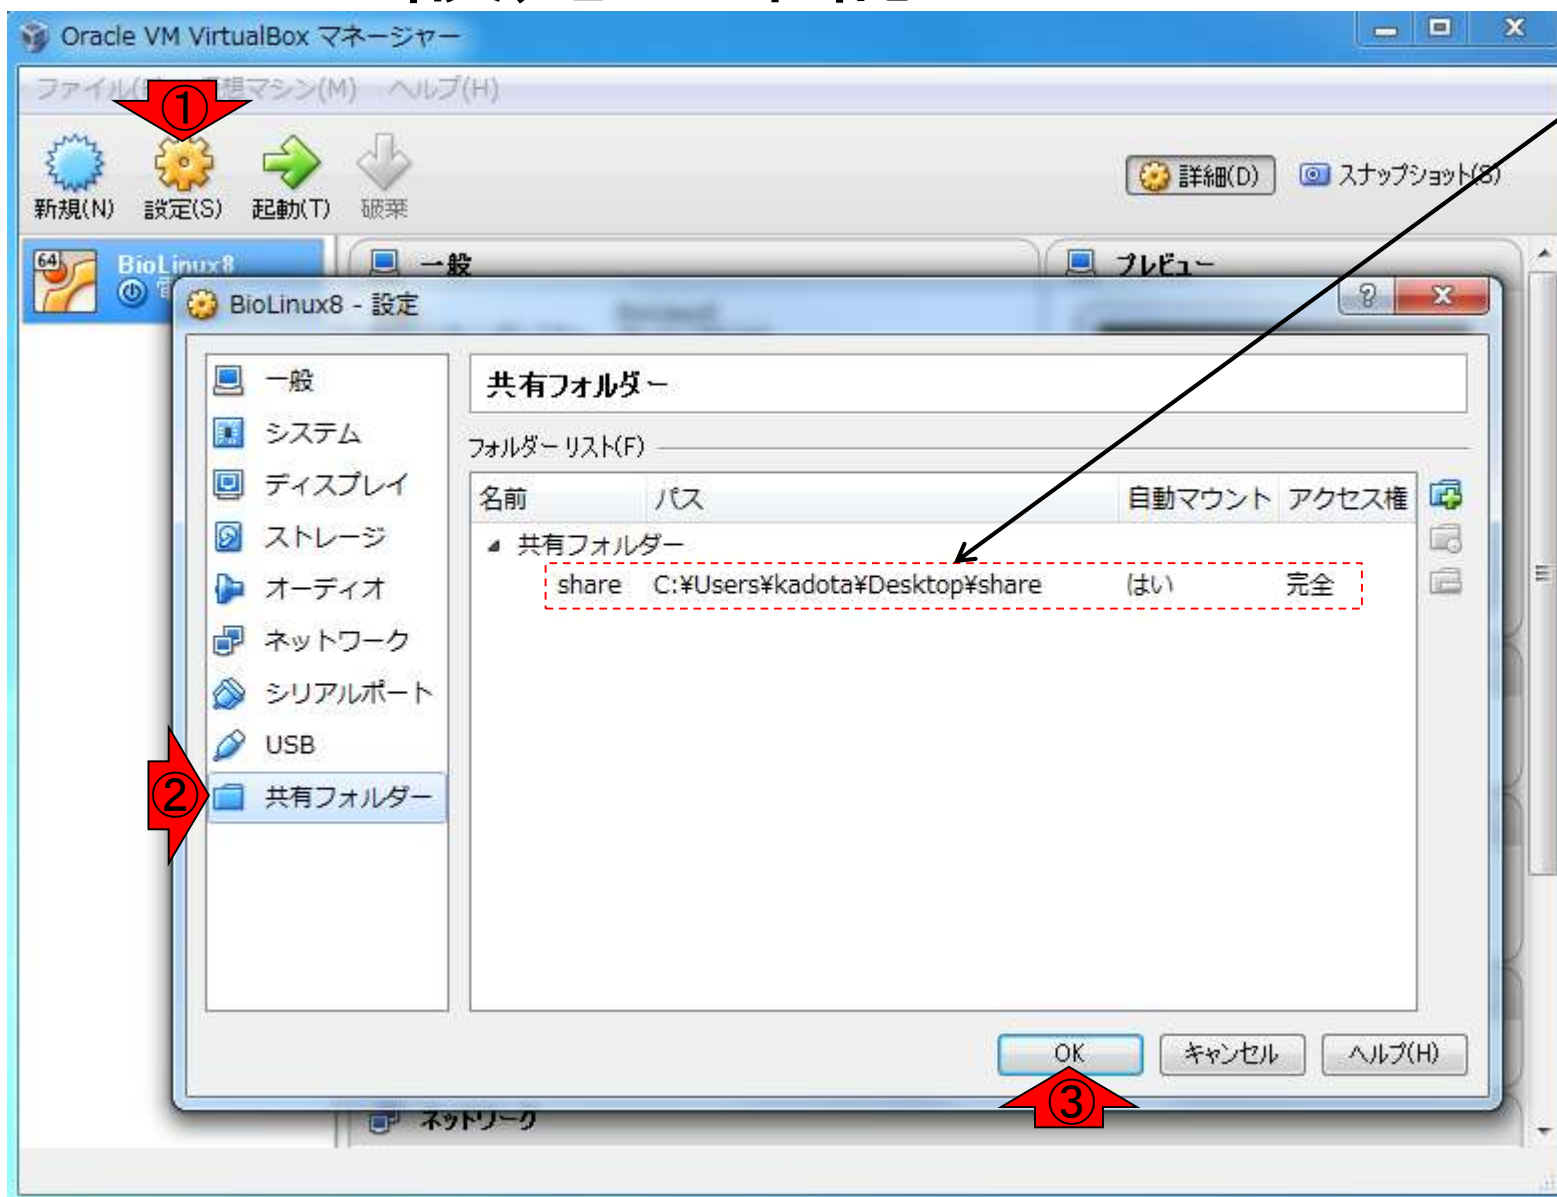 Oracle VM VirtualBox マネージャー
ファイル(F) 仮想マシン(M) ヘルプ(H)
①
新規(N) 設定(S) 起動(T) 破棄
詳細(D) スナップショット(S)
64 BioLinux8
一般
プレビュー
BioLinux8 - 設定
一般
システム
ディスプレイ
ストレージ
オーディオ
ネットワーク
シリアルポート
USB
② 共有フォルダー
共有フォルダー
フォルダー リスト(F)
名前 パス 自動マウント アクセス権
共有フォルダー
share C:¥Users¥kadota¥Desktop¥share はい 完全
OK キャンセル ヘルプ(H)
③
ネットワーク